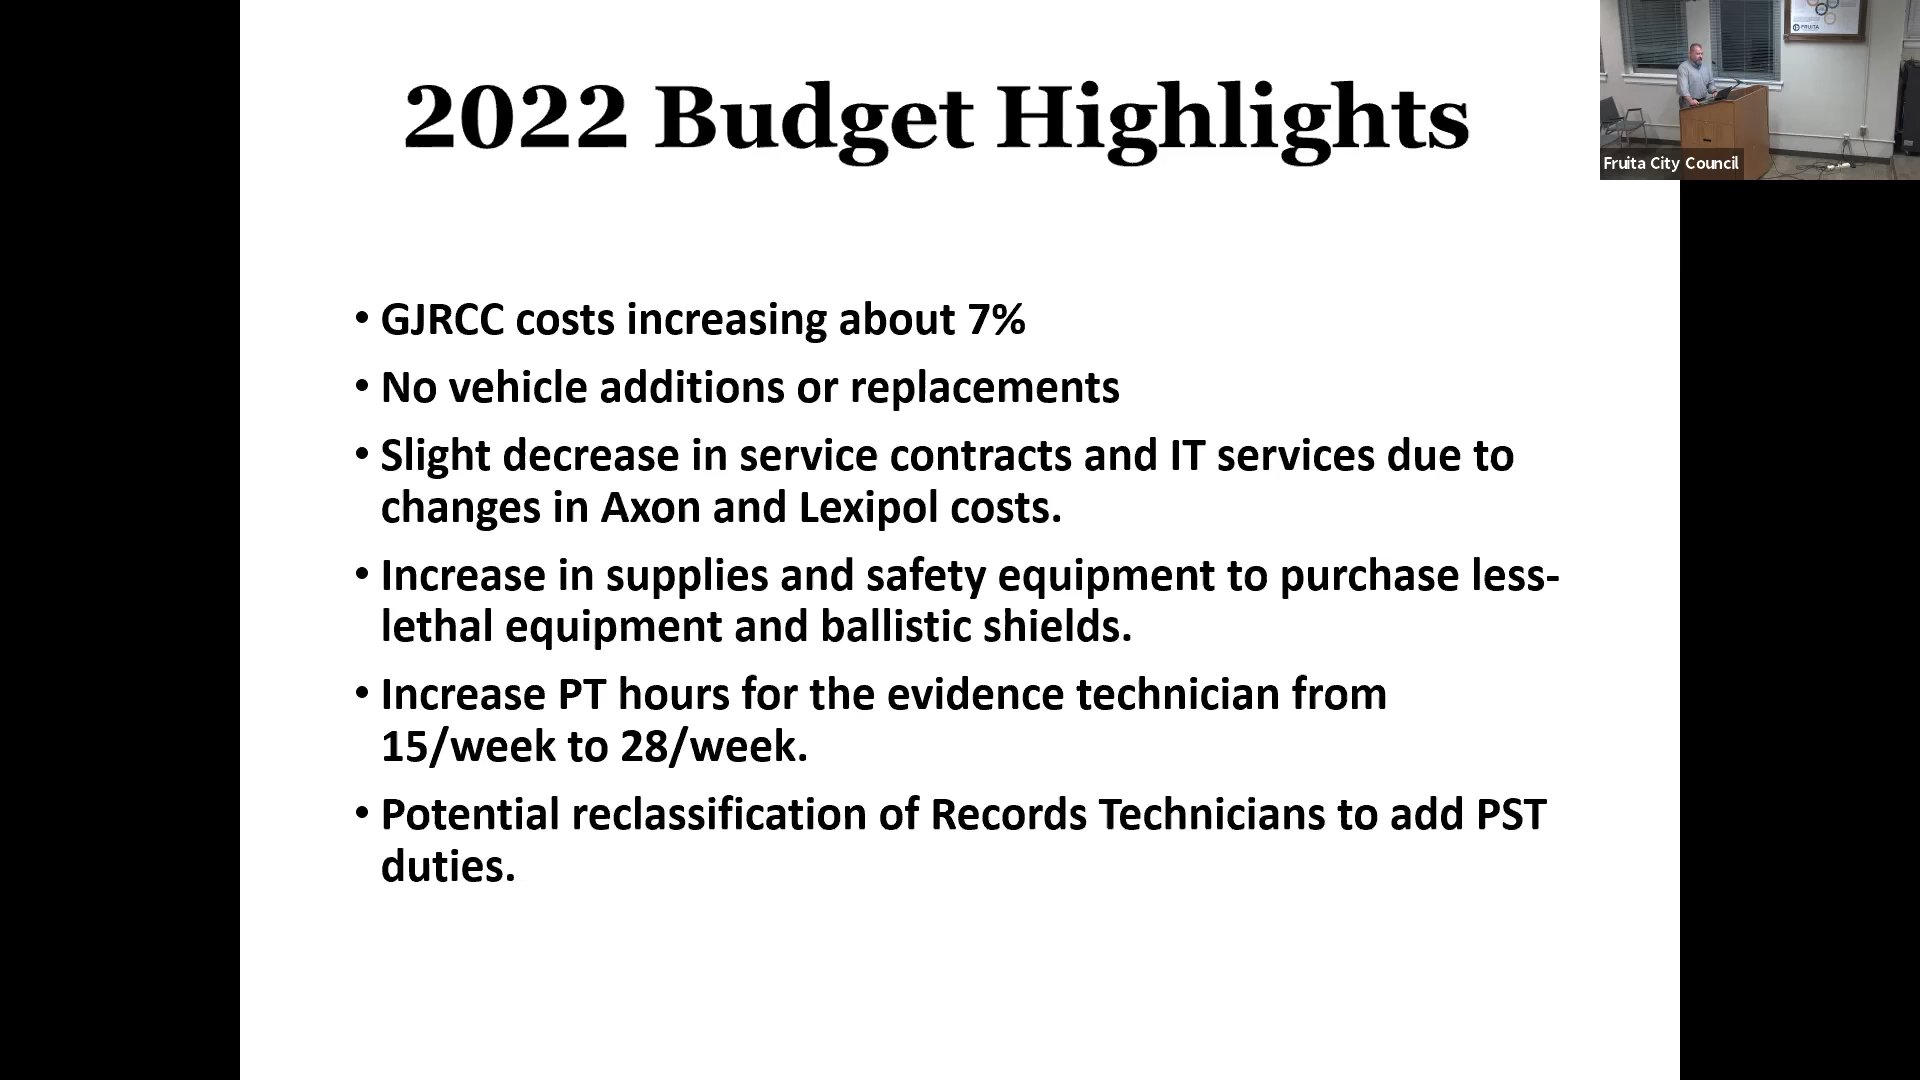 2022 Budget Highlights
FRUITA
Fruita City Council
• GJRCC costs increasing about 7%
• No vehicle additions or replacements
• Slight decrease in service contracts and IT services due to
changes in Axon and Lexipol costs.
• Increase in supplies and safety equipment to purchase less-
lethal equipment and ballistic shields.
• Increase PT hours for the evidence technician from
15/week to 28/week.
• Potential reclassification of Records Technicians to add PST
duties.